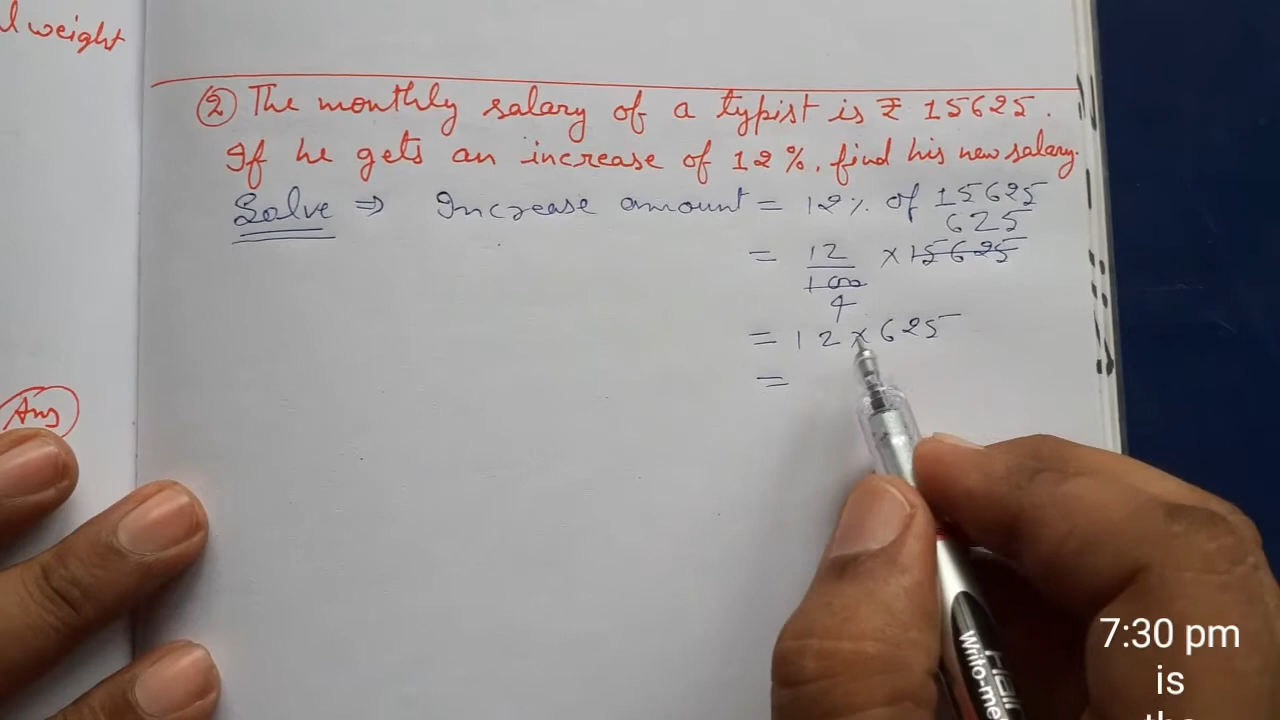 l weight
② The monthly salary of a typist is ₹ 15625.
If he gets an increase of 12%, find his new salary.
Solve ⇒ Increase amount = 12% of 15625
625
= 12/100 × 15625
4
= 12 × 625
=
Ans
Writo-me
7:30 pm
is